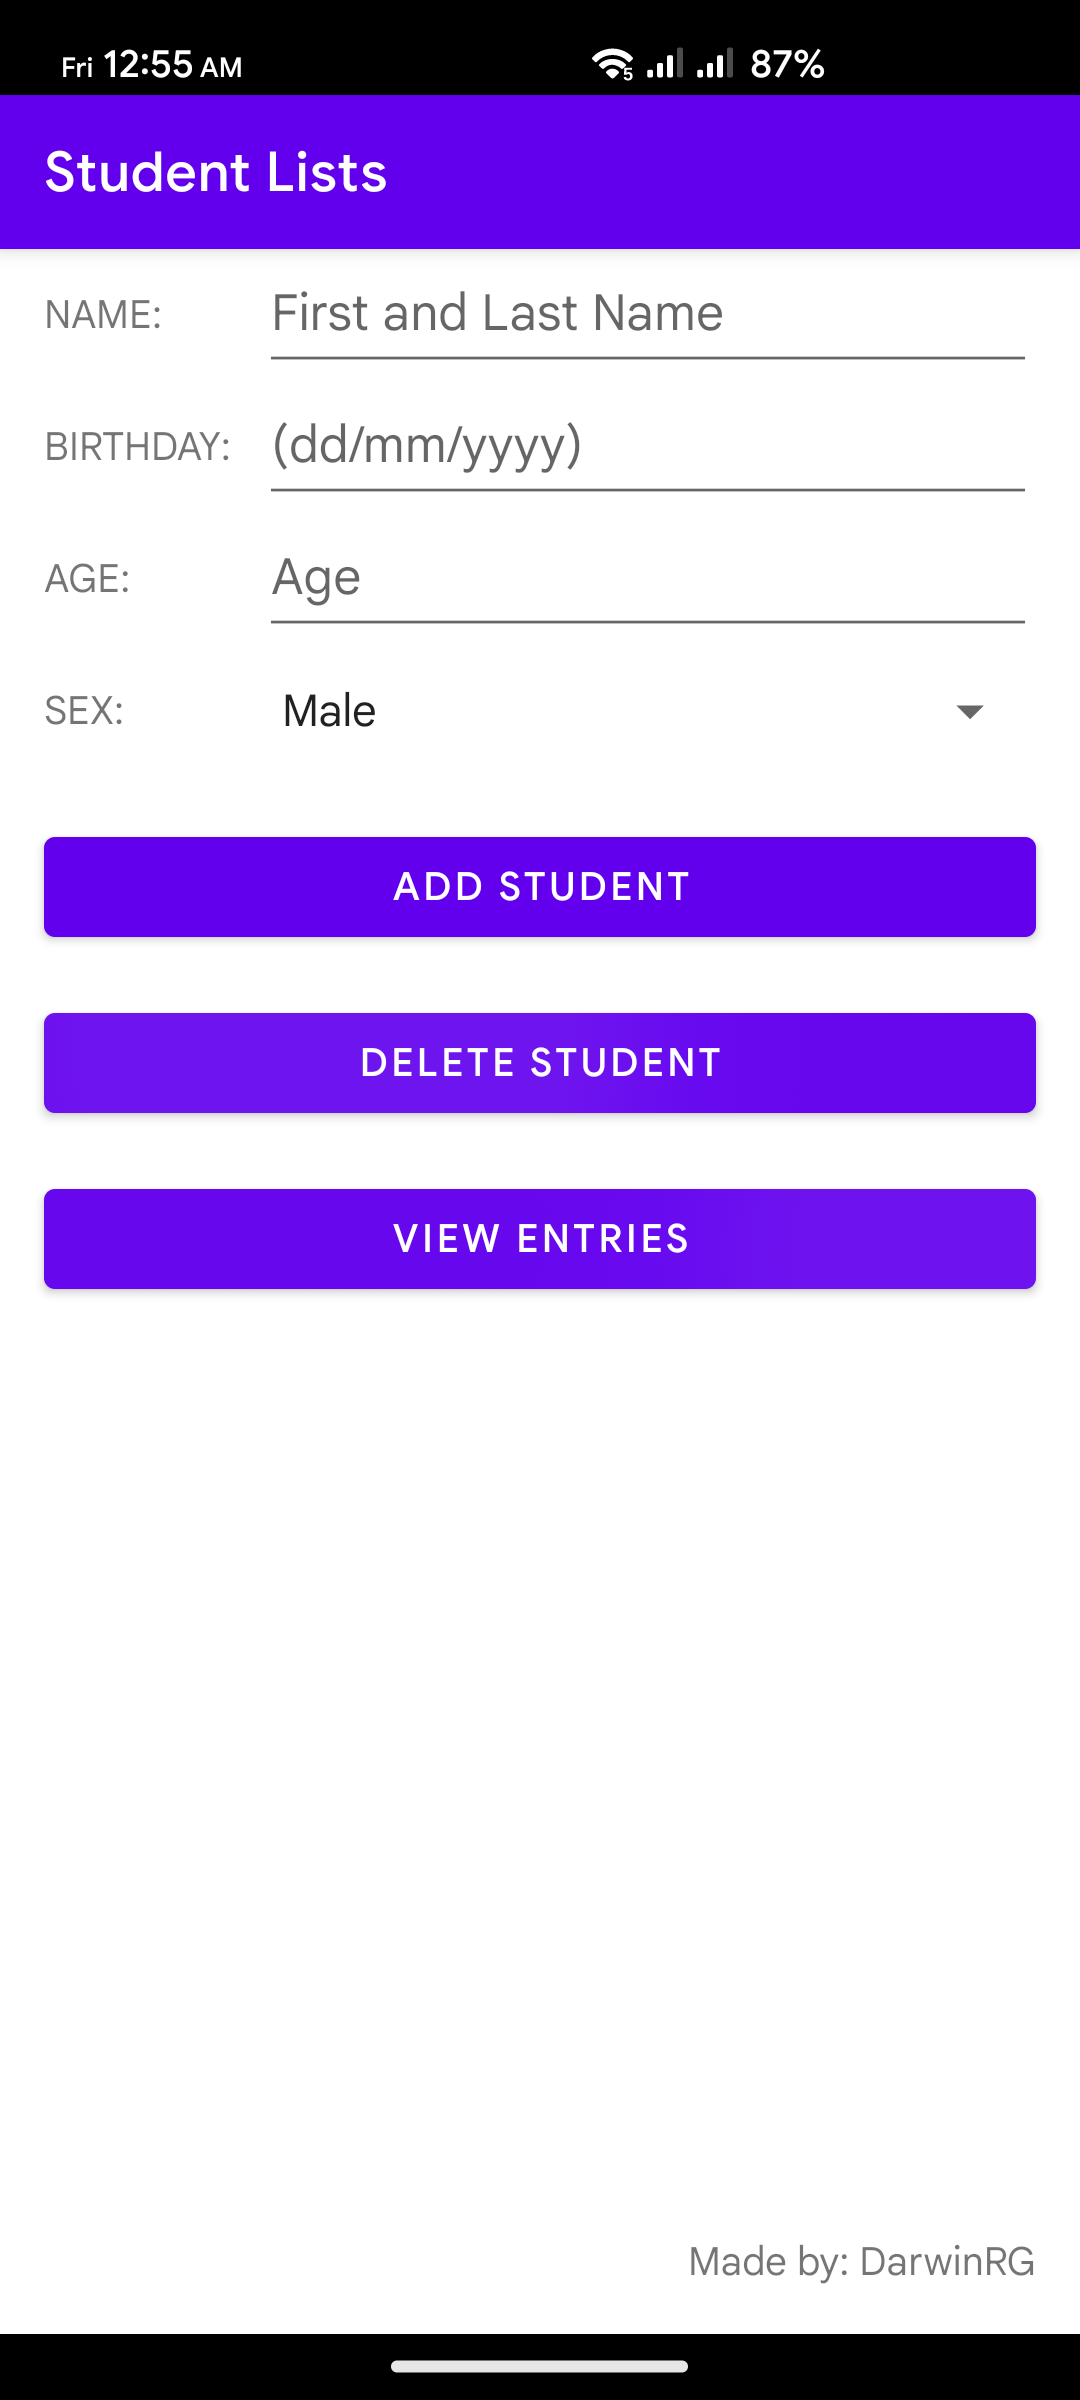 Fri 12:55 AM 5 87%
Student Lists
NAME: First and Last Name
BIRTHDAY: (dd/mm/yyyy)
AGE: Age
SEX: Male
ADD STUDENT
DELETE STUDENT
VIEW ENTRIES
Made by: DarwinRG